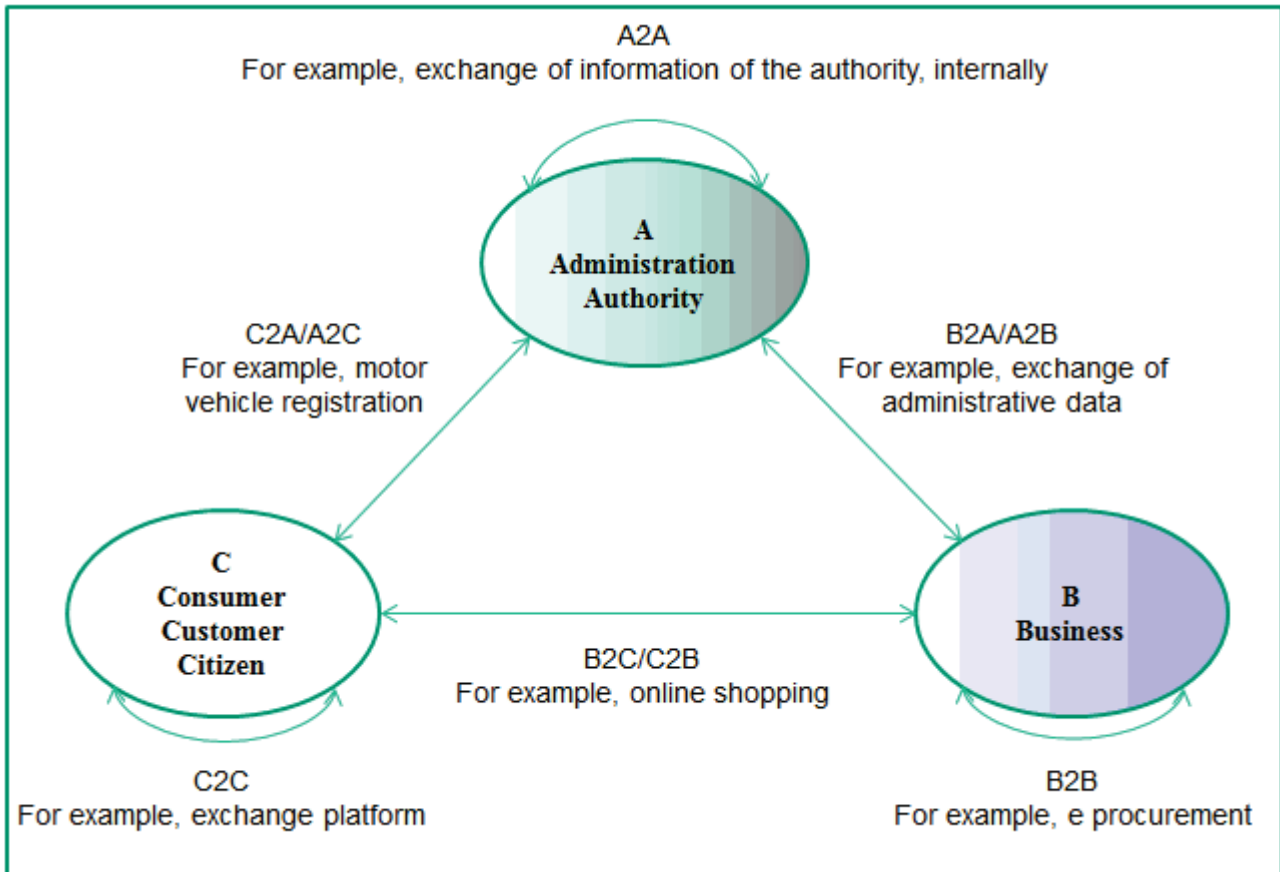 A2A
For example, exchange of information of the authority, internally
A
Administration
Authority
C2A/A2C
For example, motor
vehicle registration
B2A/A2B
For example, exchange of
administrative data
C
Consumer
Customer
Citizen
B
Business
B2C/C2B
For example, online shopping
C2C
For example, exchange platform
B2B
For example, e procurement